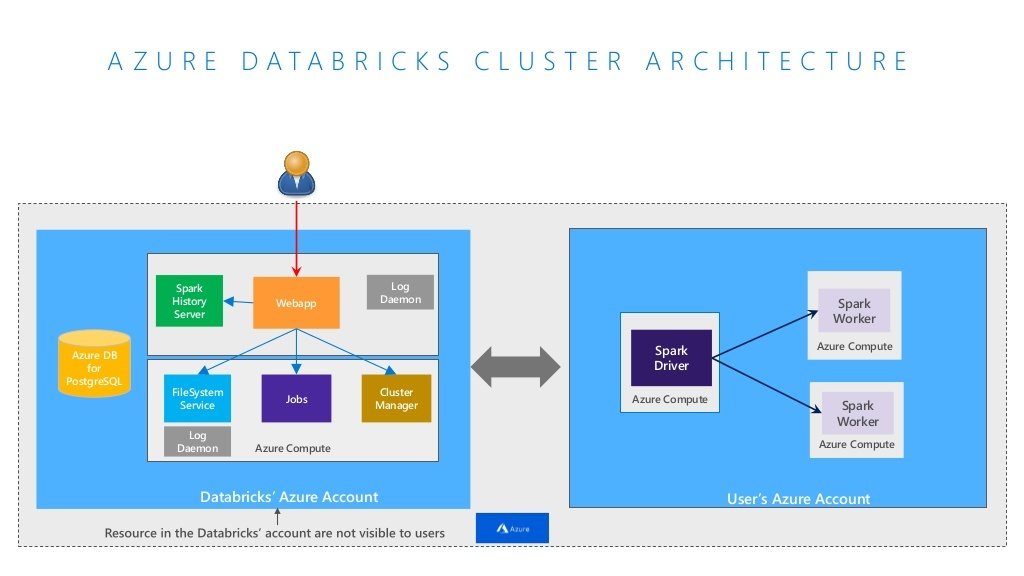 AZURE DATABRICKS CLUSTER ARCHITECTURE
Spark
History
Server
Webapp
Log
Daemon
Azure DB
for
PostgreSQL
FileSystem
Service
Jobs
Cluster
Manager
Log
Daemon
Azure Compute
Databricks’ Azure Account
Resource in the Databricks’ account are not visible to users
Azure
Spark
Driver
Azure Compute
Spark
Worker
Azure Compute
Spark
Worker
Azure Compute
User’s Azure Account